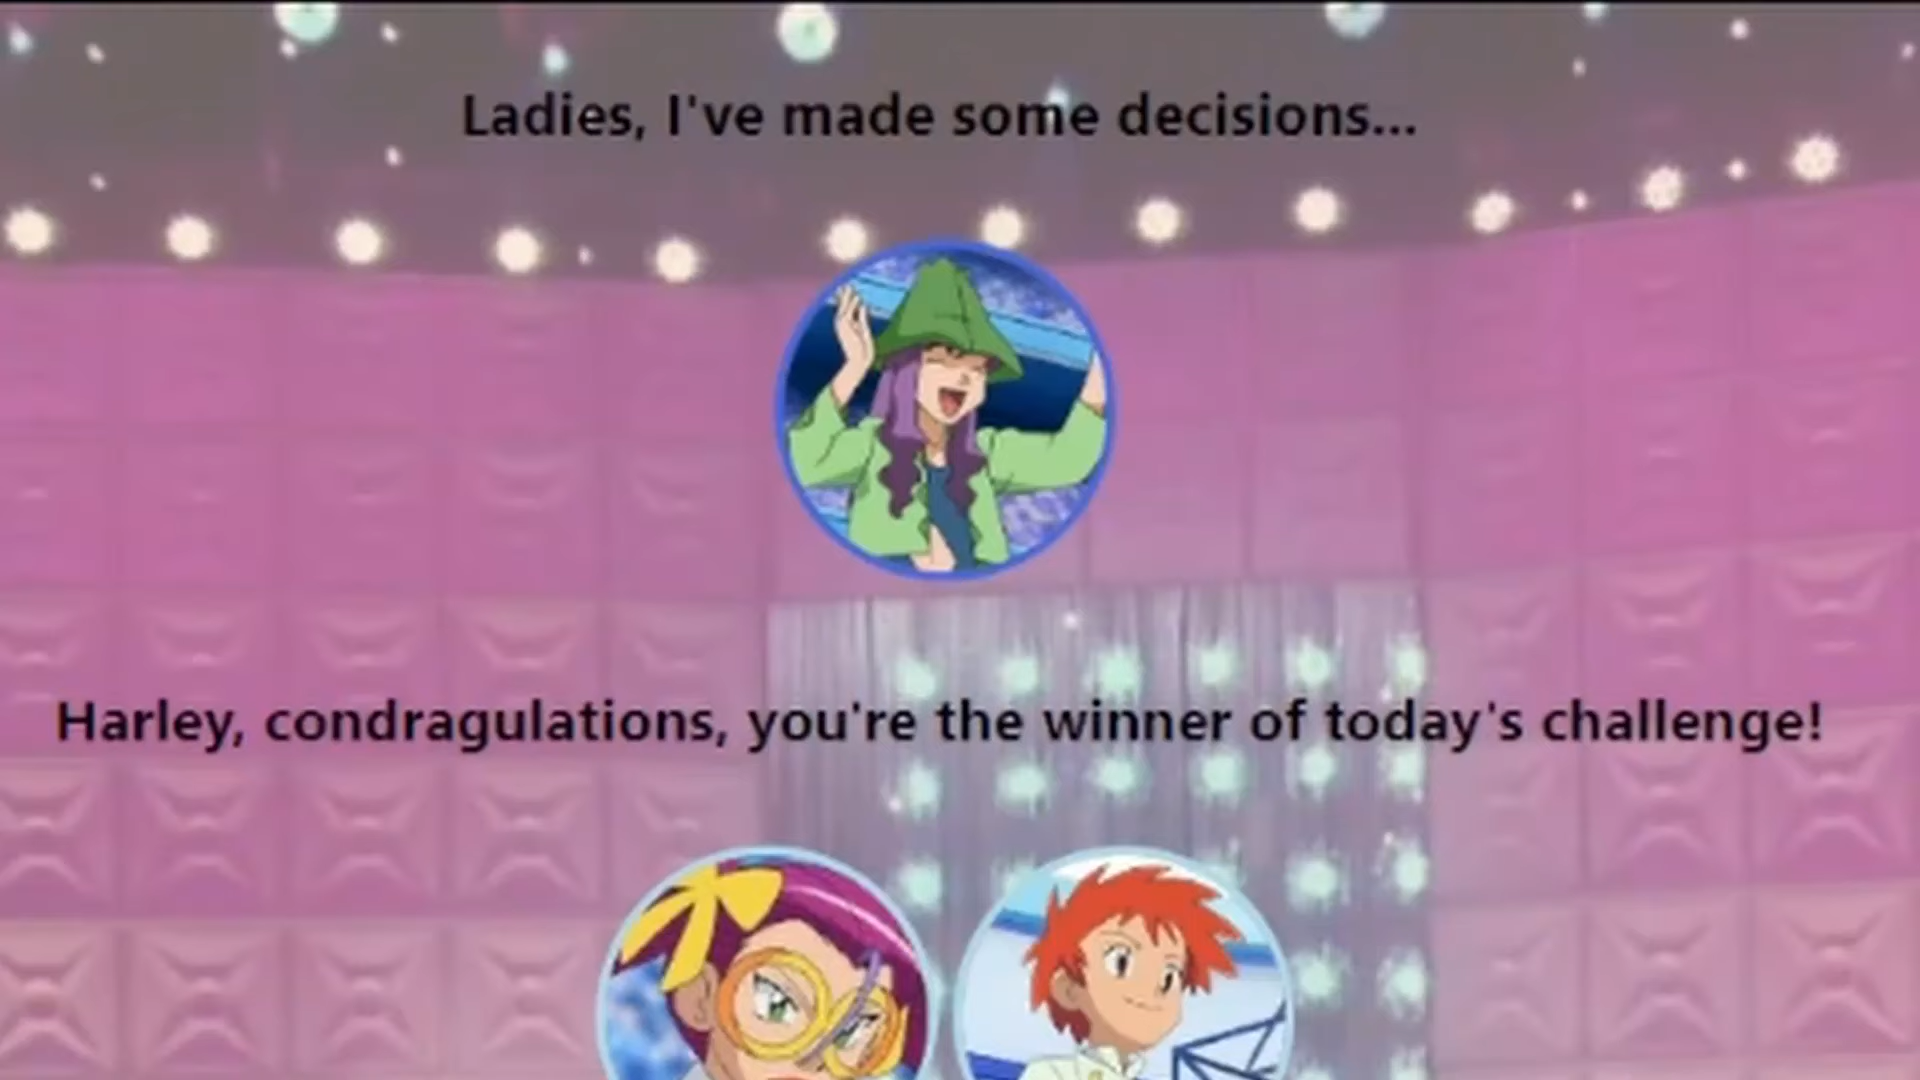 Ladies, I've made some decisions...
Harley, condragulations, you're the winner of today's challenge!